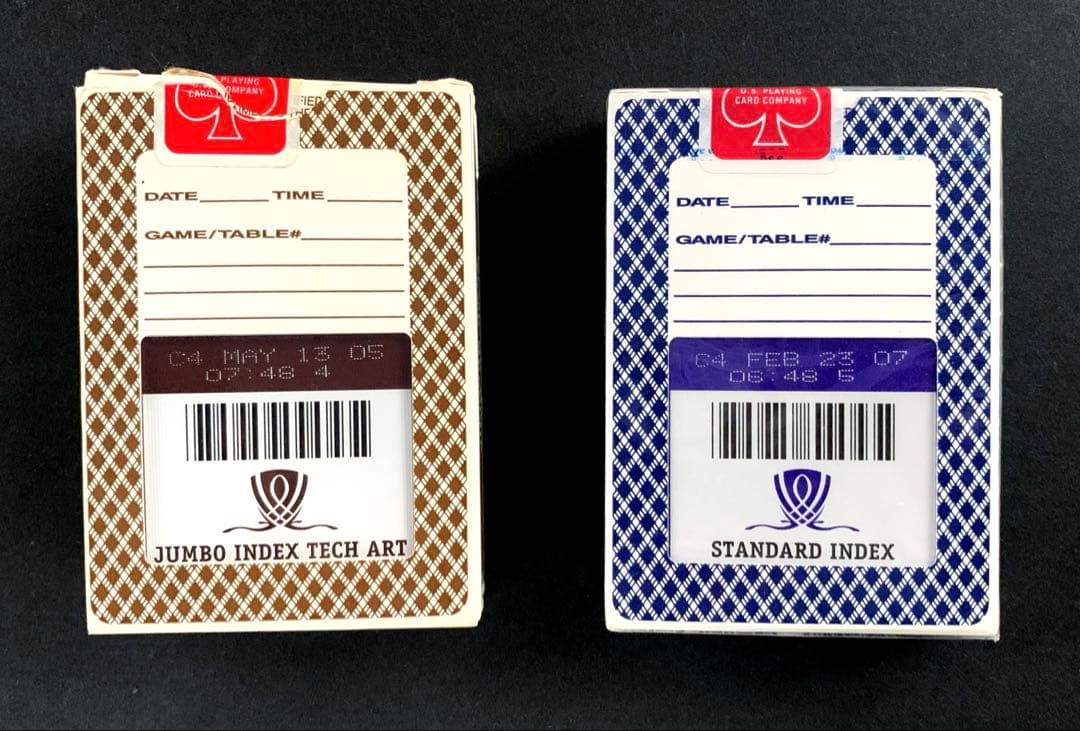 U.S. PLAYING
CARD COMPANY
DATE TIME
GAME/TABLE#
C4 MAY 13 05
07:48 4
JUMBO INDEX TECH ART
U.S. PLAYING
CARD COMPANY
Bee
DATE TIME
GAME/TABLE#
C4 FEB 23 07
06:48 5
STANDARD INDEX